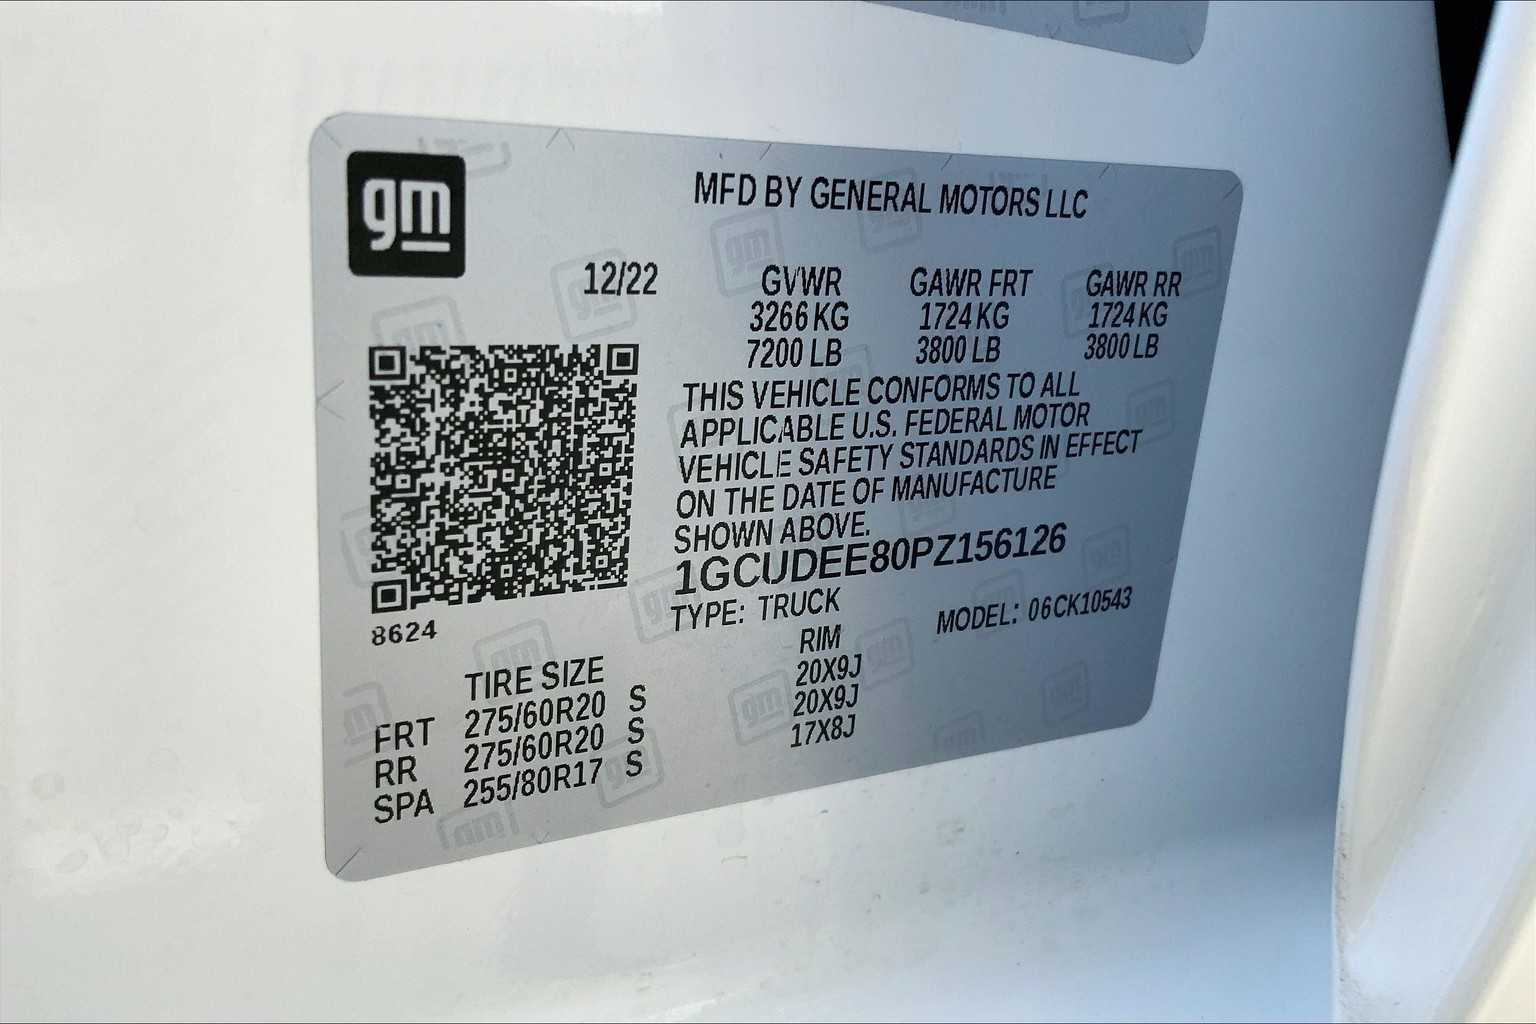 gm
MFD BY GENERAL MOTORS LLC
12/22 GVWR GAWR FRT GAWR RR
3266 KG 1724 KG 1724 KG
7200 LB 3800 LB 3800 LB
THIS VEHICLE CONFORMS TO ALL
APPLICABLE U.S. FEDERAL MOTOR
VEHICLE SAFETY STANDARDS IN EFFECT
ON THE DATE OF MANUFACTURE
SHOWN ABOVE.
1GCUDEE80PZ156126
TYPE: TRUCK MODEL: 06CK10543
8624
TIRE SIZE RIM
FRT 275/60R20 S 20X9J
RR 275/60R20 S 20X9J
SPA 255/80R17 S 17X8J